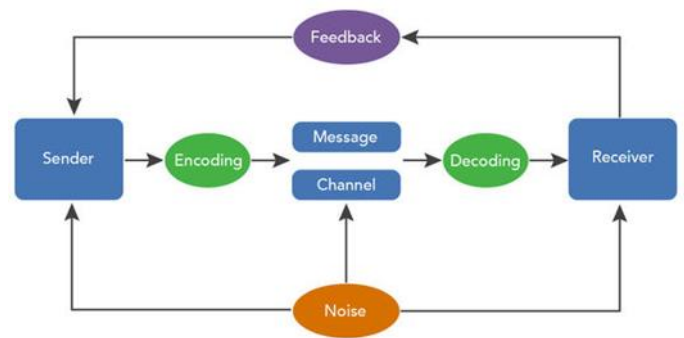 Feedback
Sender
Encoding
Message
Channel
Decoding
Receiver
Noise